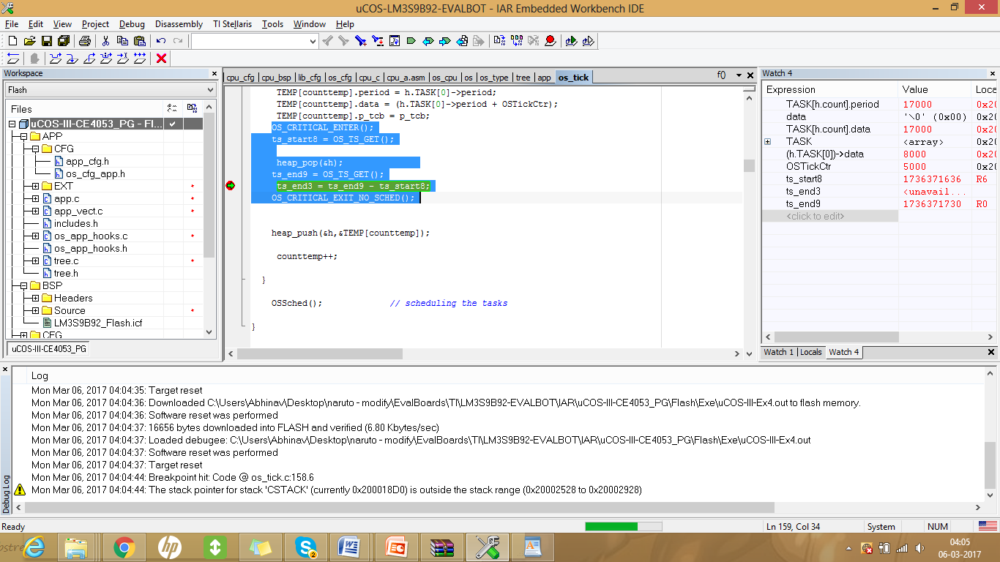 uCOS-LM3S9B92-EVALBOT - IAR Embedded Workbench IDE
File Edit View Project Debug Disassembly TI Stellaris Tools Window Help
Workspace
Flash
Files
uCOS-III-CE4053_PG - Fl...
APP
CFG
app_cfg.h
os_cfg_app.h
EXT
app.c
app_vect.c
includes.h
os_app_hooks.c
os_app_hooks.h
tree.c
tree.h
BSP
Headers
Source
LM3S9B92_Flash.icf
CFG
uCOS-III-CE4053_PG
cpu_cfg cpu_bsp lib_cfg os_cfg cpu_c cpu_a.asm os_cpu os os_type tree app os_tick f()
TEMP[counttemp].period = h.TASK[0]->period;
TEMP[counttemp].data = (h.TASK[0]->period + OSTickCtr);
TEMP[counttemp].p_tcb = p_tcb;
OS_CRITICAL_ENTER();
ts_start8 = OS_TS_GET();
heap_pop(&h);
ts_end9 = OS_TS_GET();
ts_end3 = ts_end9 - ts_start8;
OS_CRITICAL_EXIT_NO_SCHED();
heap_push(&h,&TEMP[counttemp]);
counttemp++;
}
OSSched(); // scheduling the tasks
}
Watch 4
Expression Value Loce
TASK[h.count].period 17000 0x20
data '\0' (0x00) 0x20
TASK[h.count].data 17000 0x20
TASK <array> 0x20
(h.TASK[0])->data 8000 0x20
OSTickCtr 5000 0x20
ts_start8 1736371636 R6
ts_end3 <unavail...
ts_end9 1736371730 R0
<click to edit>
Watch 1 Locals Watch 4
Log
Mon Mar 06, 2017 04:04:35: Target reset
Mon Mar 06, 2017 04:04:36: Downloaded C:\Users\Abhinav\Desktop\naruto - modify\EvalBoards\TI\LM3S9B92-EVALBOT\IAR\uCOS-III-CE4053_PG\Flash\Exe\uCOS-III-Ex4.out to flash memory.
Mon Mar 06, 2017 04:04:36: Software reset was performed
Mon Mar 06, 2017 04:04:37: 16656 bytes downloaded into FLASH and verified (6.80 Kbytes/sec)
Mon Mar 06, 2017 04:04:37: Loaded debugee: C:\Users\Abhinav\Desktop\naruto - modify\EvalBoards\TI\LM3S9B92-EVALBOT\IAR\uCOS-III-CE4053_PG\Flash\Exe\uCOS-III-Ex4.out
Mon Mar 06, 2017 04:04:37: Software reset was performed
Mon Mar 06, 2017 04:04:37: Target reset
Mon Mar 06, 2017 04:04:44: Breakpoint hit: Code @ os_tick.c:158.6
Mon Mar 06, 2017 04:04:44: The stack pointer for stack 'CSTACK' (currently 0x200018D0) is outside the stack range (0x20002528 to 0x20002928)
Debug Log
Ready Ln 159, Col 34 System NUM
04:05
06-03-2017